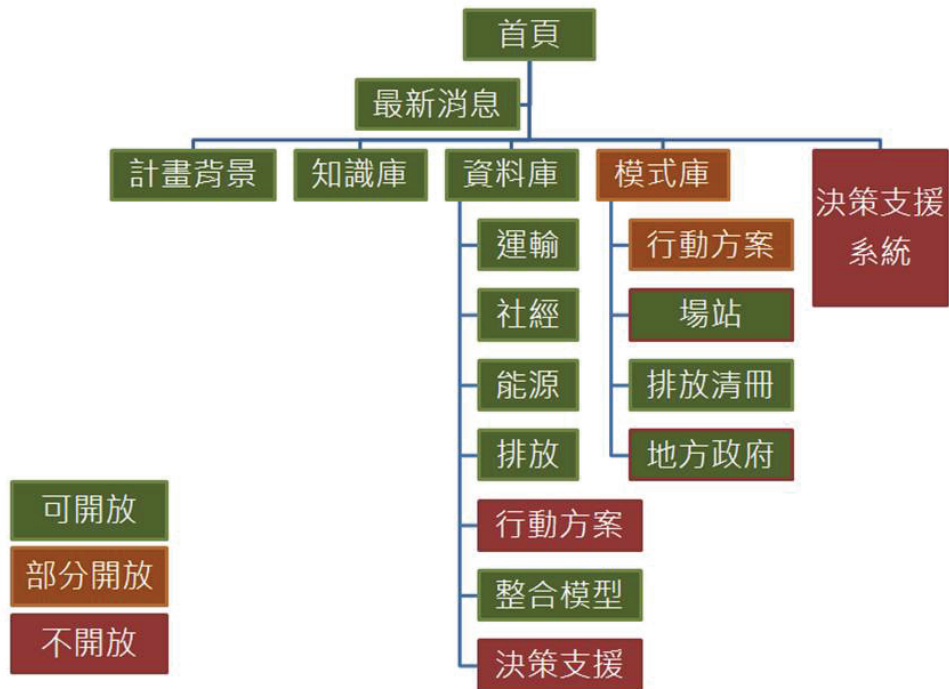 首頁
最新消息
計畫背景
知識庫
資料庫
模式庫
決策支援
系統
運輸
社經
能源
排放
行動方案
整合模型
決策支援
行動方案
場站
排放清冊
地方政府
可開放
部分開放
不開放